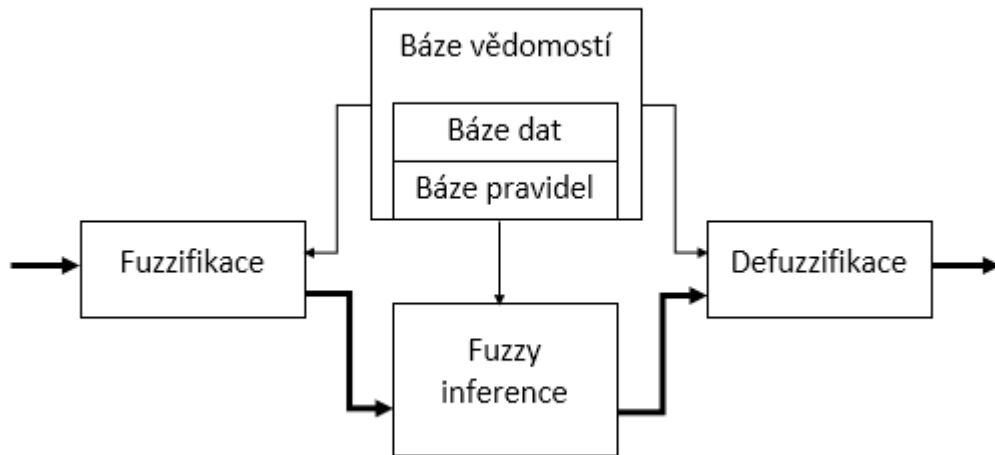 Báze vědomostí
Báze dat
Báze pravidel
Fuzzifikace
Defuzzifikace
Fuzzy
inference